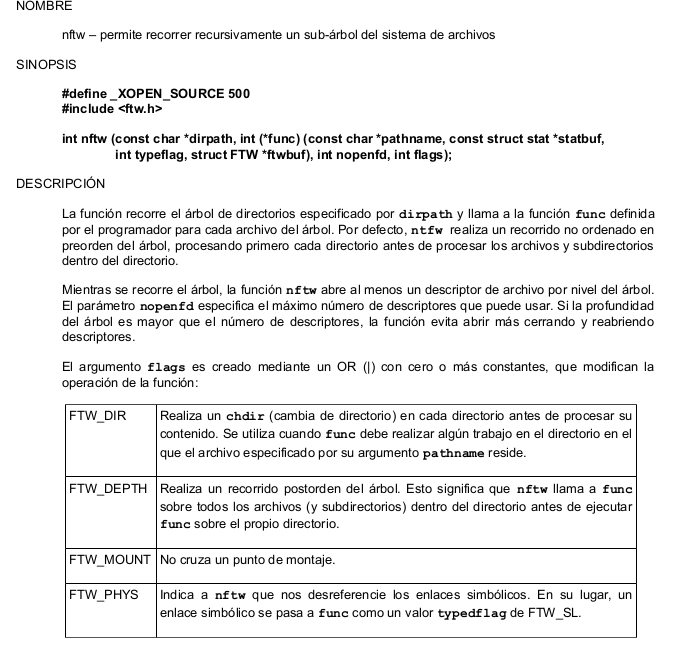 NOMBRE
nftw – permite recorrer recursivamente un sub-árbol del sistema de archivos
SINOPSIS
#define _XOPEN_SOURCE 500
#include <ftw.h>
int nftw (const char *dirpath, int (*func) (const char *pathname, const struct stat *statbuf,
int typeflag, struct FTW *ftwbuf), int nopenfd, int flags);
DESCRIPCIÓN
La función recorre el árbol de directorios especificado por dirpath y llama a la función func definida
por el programador para cada archivo del árbol. Por defecto, ntfw realiza un recorrido no ordenado en
preorden del árbol, procesando primero cada directorio antes de procesar los archivos y subdirectorios
dentro del directorio.
Mientras se recorre el árbol, la función nftw abre al menos un descriptor de archivo por nivel del árbol.
El parámetro nopenfd especifica el máximo número de descriptores que puede usar. Si la profundidad
del árbol es mayor que el número de descriptores, la función evita abrir más cerrando y reabriendo
descriptores.
El argumento flags es creado mediante un OR (|) con cero o más constantes, que modifican la
operación de la función:
FTW_DIR Realiza un chdir (cambia de directorio) en cada directorio antes de procesar su
contenido. Se utiliza cuando func debe realizar algún trabajo en el directorio en el
que el archivo especificado por su argumento pathname reside.
FTW_DEPTH Realiza un recorrido postorden del árbol. Esto significa que nftw llama a func
sobre todos los archivos (y subdirectorios) dentro del directorio antes de ejecutar
func sobre el propio directorio.
FTW_MOUNT No cruza un punto de montaje.
FTW_PHYS Indica a nftw que nos desreferencie los enlaces simbólicos. En su lugar, un
enlace simbólico se pasa a func como un valor typedflag de FTW_SL.